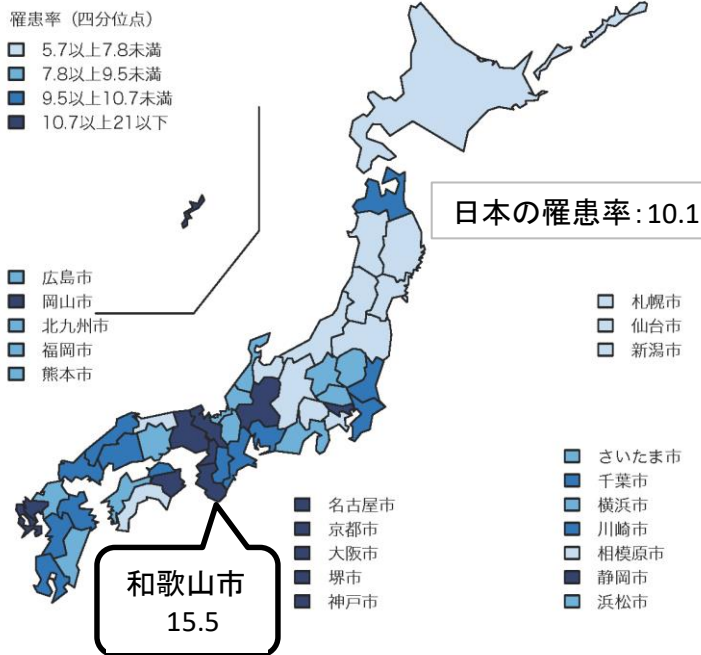 罹患率（四分位点）
5.7以上7.8未満
7.8以上9.5未満
9.5以上10.7未満
10.7以上21以下
日本の罹患率：10.1
広島市
岡山市
北九州市
福岡市
熊本市
札幌市
仙台市
新潟市
名古屋市
京都市
大阪市
堺市
神戸市
さいたま市
千葉市
横浜市
川崎市
相模原市
静岡市
浜松市
和歌山市
15.5